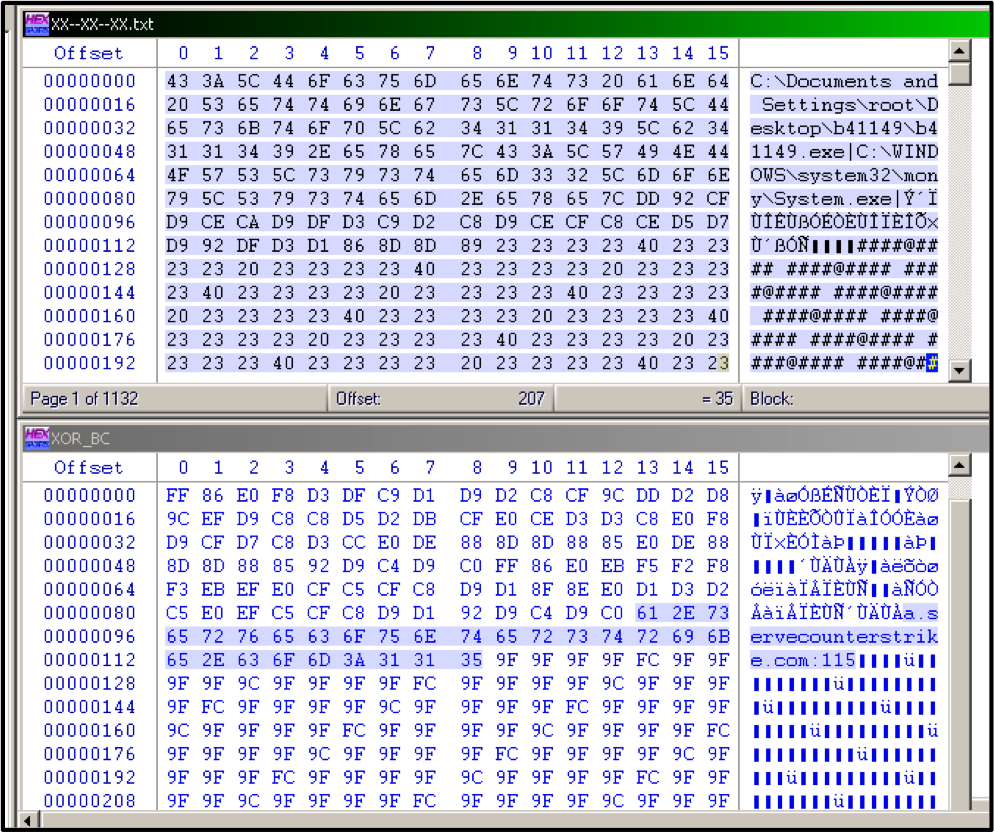 HEX XX--XX--XX.txt
Offset 0 1 2 3 4 5 6 7 8 9 10 11 12 13 14 15
00000000 43 3A 5C 44 6F 63 75 6D 65 6E 74 73 20 61 6E 64 C:\Documents and
00000016 20 53 65 74 74 69 6E 67 73 5C 72 6F 6F 74 5C 44 Settings\root\D
00000032 65 73 6B 74 6F 70 5C 62 34 31 31 34 39 5C 62 34 esktop\b41149\b4
00000048 31 31 34 39 2E 65 78 65 7C 43 3A 5C 57 49 4E 44 1149.exe|C:\WIND
00000064 4F 57 53 5C 73 79 73 74 65 6D 33 32 5C 6D 6F 6E OWS\system32\mon
00000080 79 5C 53 79 73 74 65 6D 2E 65 78 65 7C DD 92 CF y\System.exe|Ý´Ï
00000096 D9 CE CA D9 DF D3 C9 D2 C8 D9 CE CF C8 CE D5 D7 ÙÎÊÙßÓÉÒÈÙÎÏÈÎÕ×
00000112 D9 92 DF D3 D1 86 8D 8D 89 23 23 23 23 40 23 23 Ù´ßÓÑ▮▮▮▮####@##
00000128 23 23 20 23 23 23 23 40 23 23 23 23 20 23 23 23 ## ####@#### ###
00000144 23 40 23 23 23 23 20 23 23 23 23 40 23 23 23 23 #@#### ####@####
00000160 20 23 23 23 23 40 23 23 23 23 20 23 23 23 23 40 ####@#### ####@
00000176 23 23 23 23 20 23 23 23 23 40 23 23 23 23 20 23 #### ####@#### #
00000192 23 23 23 40 23 23 23 23 20 23 23 23 23 40 23 23 ###@#### ####@##
Page 1 of 1132 Offset: 207 = 35 Block:
HEX XOR_BC
Offset 0 1 2 3 4 5 6 7 8 9 10 11 12 13 14 15
00000000 FF 86 E0 F8 D3 DF C9 D1 D9 D2 C8 CF 9C DD D2 D8 ÿ▮àøÓßÉÑÙÒÈÏ▮ÝÒØ
00000016 9C EF D9 C8 C8 D5 D2 DB CF E0 CE D3 D3 C8 E0 F8 ▮ïÙÈÈÕÒÛÏàÎÓÓÈàø
00000032 D9 CF D7 C8 D3 CC E0 DE 88 8D 8D 88 85 E0 DE 88 ÙÏ×ÈÓÌàÞ▮▮▮▮▮àÞ▮
00000048 8D 8D 88 85 92 D9 C4 D9 C0 FF 86 E0 EB F5 F2 F8 ▮▮▮▮´ÙÄÙÀÿ▮àëõòø
00000064 F3 EB EF E0 CF C5 CF C8 D9 D1 8F 8E E0 D1 D3 D2 óëïàÏÅÏÈÙÑ▮▮àÑÓÒ
00000080 C5 E0 EF C5 CF C8 D9 D1 92 D9 C4 D9 C0 61 2E 73 ÅàïÅÏÈÙÑ´ÙÄÙÀa.s
00000096 65 72 76 65 63 6F 75 6E 74 65 72 73 74 72 69 6B ervecounterstrik
00000112 65 2E 63 6F 6D 3A 31 31 35 9F 9F 9F 9F FC 9F 9F e.com:115▮▮▮▮ü▮▮
00000128 9F 9F 9C 9F 9F 9F 9F FC 9F 9F 9F 9F 9C 9F 9F 9F ▮▮▮▮▮▮▮ü▮▮▮▮▮▮▮▮
00000144 9F FC 9F 9F 9F 9F 9C 9F 9F 9F 9F FC 9F 9F 9F 9F ▮ü▮▮▮▮▮▮▮▮▮ü▮▮▮▮
00000160 9C 9F 9F 9F 9F FC 9F 9F 9F 9F 9C 9F 9F 9F 9F FC ▮▮▮▮▮ü▮▮▮▮▮▮▮▮▮ü
00000176 9F 9F 9F 9F 9C 9F 9F 9F 9F FC 9F 9F 9F 9F 9C 9F ▮▮▮▮▮▮▮▮▮ü▮▮▮▮▮▮
00000192 9F 9F 9F FC 9F 9F 9F 9F 9C 9F 9F 9F 9F FC 9F 9F ▮▮▮ü▮▮▮▮▮▮▮▮▮ü▮▮
00000208 9F 9F 9C 9F 9F 9F 9F FC 9F 9F 9F 9F 9C 9F 9F 9F ▮▮▮▮▮▮▮ü▮▮▮▮▮▮▮▮